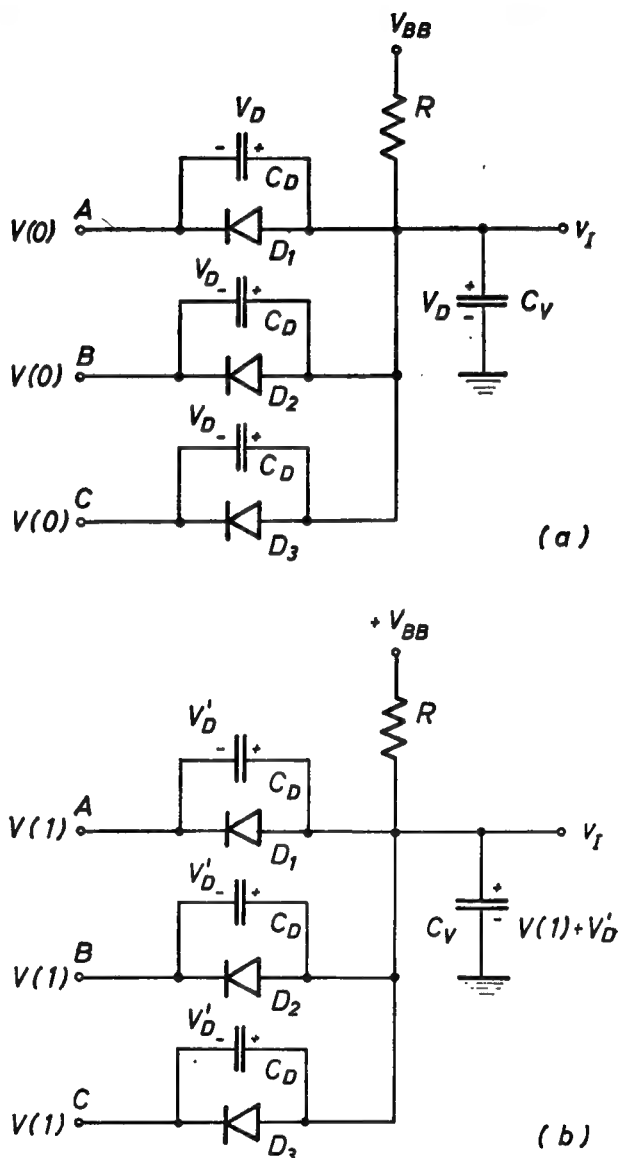 V_BB
R
V_D
- +
C_D
A
V(0)
D_1
v_I
V_D - +
C_D
+
V_D C_V
-
B
V(0)
D_2
V_D - +
C_D
C
V(0)
D_3
(a)
+ V_BB
R
V'_D
- +
C_D
A
V(1)
D_1
v_I
V'_D - +
C_D
+
C_V - V(1)+V'_D
B
V(1)
D_2
V'_D - +
C_D
C
V(1)
D_3
(b)